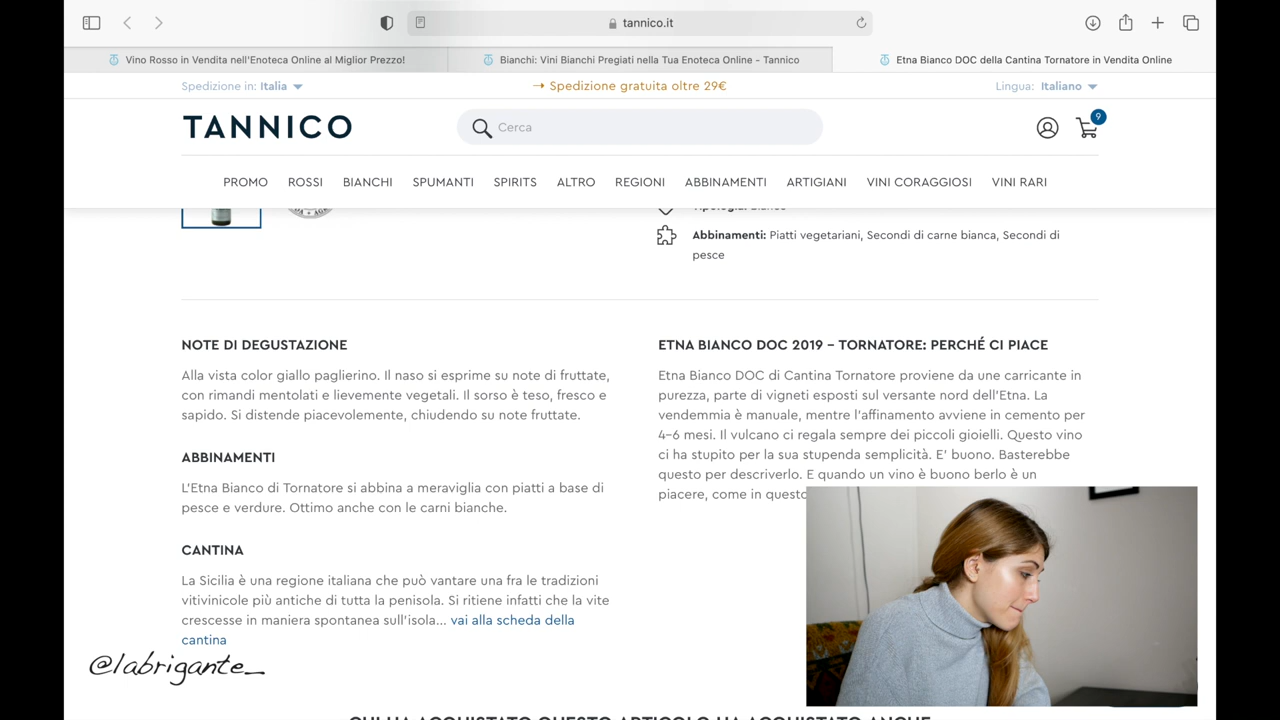 tannico.it
Vino Rosso in Vendita nell'Enoteca Online al Miglior Prezzo!
Bianchi: Vini Bianchi Pregiati nella Tua Enoteca Online - Tannico
Etna Bianco DOC della Cantina Tornatore in Vendita Online
Spedizione in: Italia
→ Spedizione gratuita oltre 29€
Lingua: Italiano
TANNICO
Cerca
9
PROMO ROSSI BIANCHI SPUMANTI SPIRITS ALTRO REGIONI ABBINAMENTI ARTIGIANI VINI CORAGGIOSI VINI RARI
Tipologia: Bianco
Abbinamenti: Piatti vegetariani, Secondi di carne bianca, Secondi di
pesce
NOTE DI DEGUSTAZIONE
Alla vista color giallo paglierino. Il naso si esprime su note di fruttate,
con rimandi mentolati e lievemente vegetali. Il sorso è teso, fresco e
sapido. Si distende piacevolemente, chiudendo su note fruttate.
ABBINAMENTI
L'Etna Bianco di Tornatore si abbina a meraviglia con piatti a base di
pesce e verdure. Ottimo anche con le carni bianche.
CANTINA
La Sicilia è una regione italiana che può vantare una fra le tradizioni
vitivinicole più antiche di tutta la penisola. Si ritiene infatti che la vite
crescesse in maniera spontanea sull'isola... vai alla scheda della
cantina
ETNA BIANCO DOC 2019 - TORNATORE: PERCHÉ CI PIACE
Etna Bianco DOC di Cantina Tornatore proviene da une carricante in
purezza, parte di vigneti esposti sul versante nord dell'Etna. La
vendemmia è manuale, mentre l'affinamento avviene in cemento per
4-6 mesi. Il vulcano ci regala sempre dei piccoli gioielli. Questo vino
ci ha stupito per la sua stupenda semplicità. E' buono. Basterebbe
questo per descriverlo. E quando un vino è buono berlo è un
piacere, come in questo
@labrigante_
CHI HA ACQUISTATO QUESTO ARTICOLO HA ACQUISTATO ANCHE